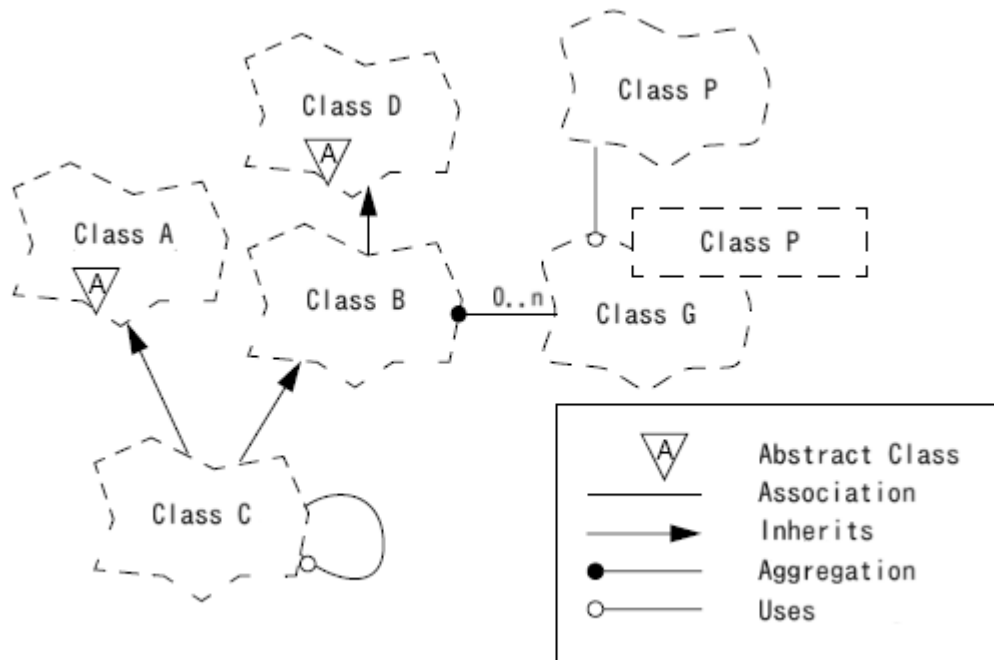 Class D
Class P
A
Class A
Class P
A
Class B
0..n
Class G
Class C
A
Abstract Class
Association
Inherits
Aggregation
Uses